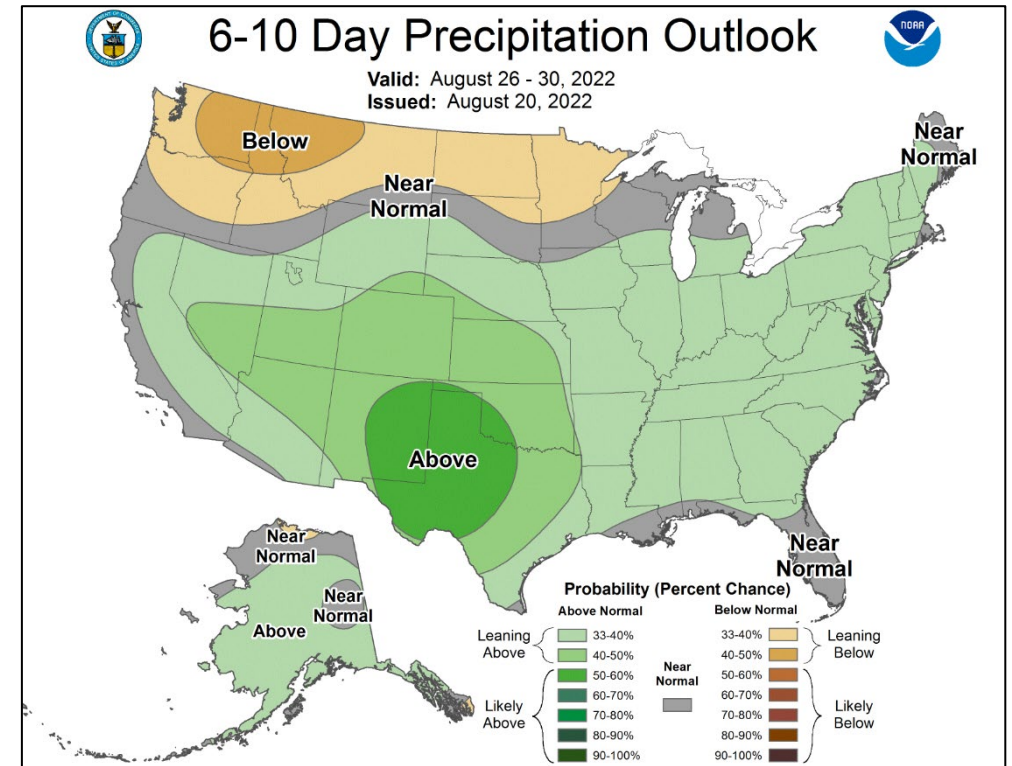 6-10 Day Precipitation Outlook
NOAA
Valid: August 26 - 30, 2022
Issued: August 20, 2022
Below
Near
Normal
Near
Normal
Above
Near
Normal
Near
Normal
Near
Normal
Above
Probability (Percent Chance)
Above Normal
Below Normal
Leaning
Above
33-40%
40-50%
Likely
Above
50-60%
60-70%
70-80%
80-90%
90-100%
Near
Normal
33-40%
40-50%
Leaning
Below
50-60%
60-70%
70-80%
80-90%
90-100%
Likely
Below